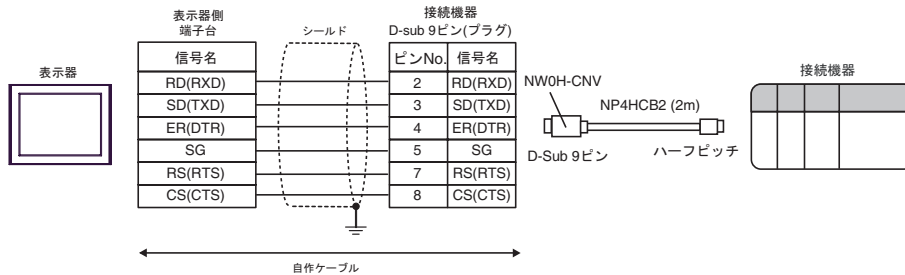 表示器
表示器側
端子台
信号名
RD(RXD)
SD(TXD)
ER(DTR)
SG
RS(RTS)
CS(CTS)
シールド
接続機器
D-sub 9ピン(プラグ)
ピンNo. 信号名
2 RD(RXD)
3 SD(TXD)
4 ER(DTR)
5 SG
7 RS(RTS)
8 CS(CTS)
自作ケーブル
NW0H-CNV
NP4HCB2 (2m)
D-Sub 9ピン
ハーフピッチ
接続機器